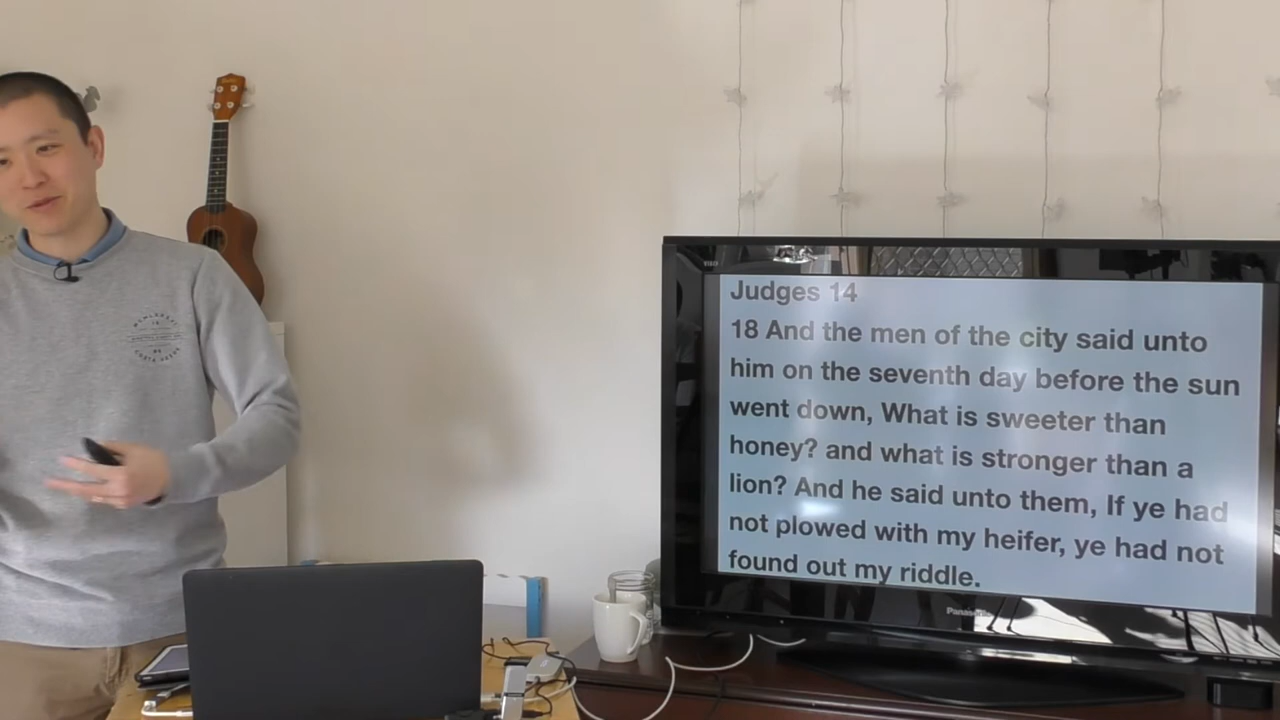 Judges 14
18 And the men of the city said unto
him on the seventh day before the sun
went down, What is sweeter than
honey? and what is stronger than a
lion? And he said unto them, If ye had
not plowed with my heifer, ye had not
found out my riddle.
Panasonic